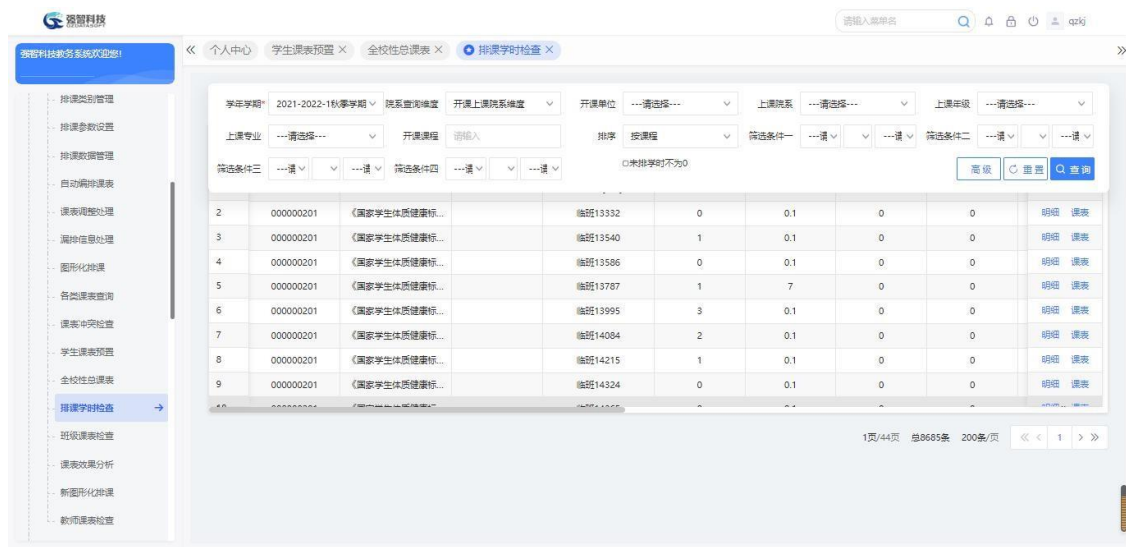 强智科技
QZDATASOFT
请输入菜单名
qzkj
强智科技教务系统欢迎您!
个人中心 学生课表预置 全校性总课表 排课学时检查
排课类别管理
排课参数设置
排课数据管理
自动编排课表
课表调整处理
漏排信息处理
图形化排课
各类课表查询
课表冲突检查
学生课表预置
全校性总课表
排课学时检查
班级课表检查
课表效果分析
新图形化排课
教师课表检查
学年学期* 2021-2022-1秋季学期 院系查询维度 开课上课院系维度 开课单位 ---请选择--- 上课院系 ---请选择--- 上课年级 ---请选择---
上课专业 ---请选择--- 开课课程 请输入 排序 按课程 筛选条件一 ---请 ---请 筛选条件二 ---请 ---请
筛选条件三 ---请 ---请 筛选条件四 ---请 ---请 未排学时不为0 高级 重置 查询
2 000000201 《国家学生体质健康标... 临班13332 0 0.1 0 0 明细 课表
3 000000201 《国家学生体质健康标... 临班13540 1 0.1 0 0 明细 课表
4 000000201 《国家学生体质健康标... 临班13586 0 0.1 0 0 明细 课表
5 000000201 《国家学生体质健康标... 临班13787 1 7 0 0 明细 课表
6 000000201 《国家学生体质健康标... 临班13995 3 0.1 0 0 明细 课表
7 000000201 《国家学生体质健康标... 临班14084 2 0.1 0 0 明细 课表
8 000000201 《国家学生体质健康标... 临班14215 1 0.1 0 0 明细 课表
9 000000201 《国家学生体质健康标... 临班14324 0 0.1 0 0 明细 课表
1页/44页 总8685条 200条/页 1